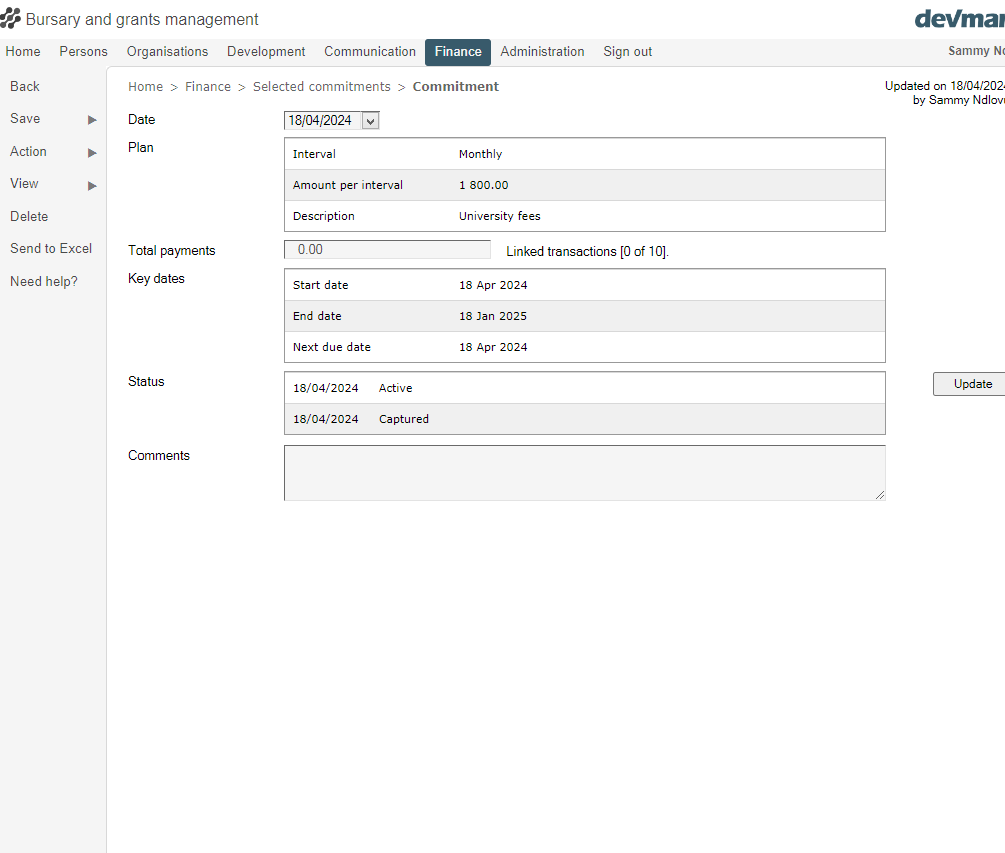 Bursary and grants management
devmar
Home Persons Organisations Development Communication Finance Administration Sign out
Sammy
Back
Save
Action
View
Delete
Send to Excel
Need help?
Home > Finance > Selected commitments > Commitment
Updated on 18/04/2024
by Sammy Ndlov
Date 18/04/2024
Plan
Interval Monthly
Amount per interval 1 800.00
Description University fees
Total payments 0.00 Linked transactions [0 of 10].
Key dates
Start date 18 Apr 2024
End date 18 Jan 2025
Next due date 18 Apr 2024
Status
18/04/2024 Active
18/04/2024 Captured
Update
Comments